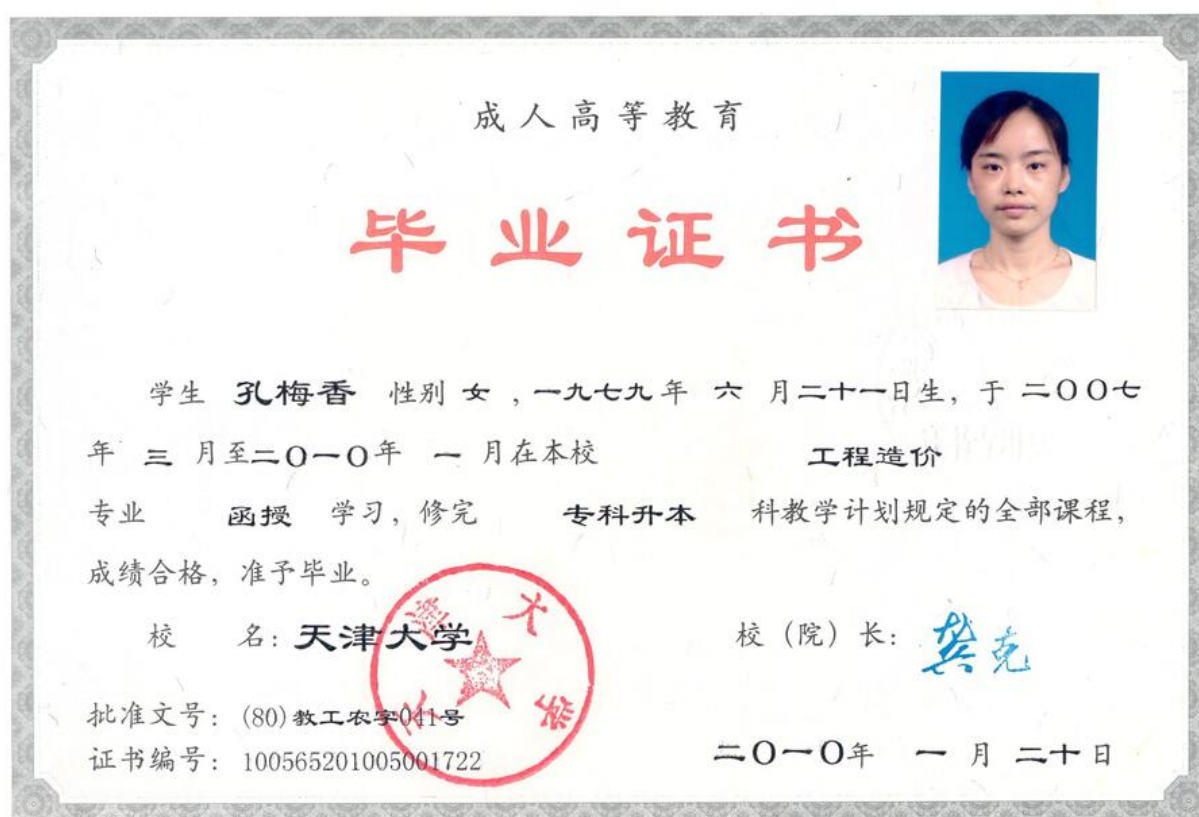 成人高等教育
毕业证书
学生 孔梅香 性别 女 ,一九七九年 六 月二十一日生, 于 二〇〇七
年 三 月至二〇一〇年 一 月在本校 工程造价
专业 函授 学习, 修完 专科升本 科教学计划规定的全部课程,
成绩合格, 准予毕业。
校 名: 天津大学 校 (院) 长: 龚克
天津大学
批准文号: (80)教工农字041号
证书编号: 100565201005001722 二〇一〇年 一 月 二十日